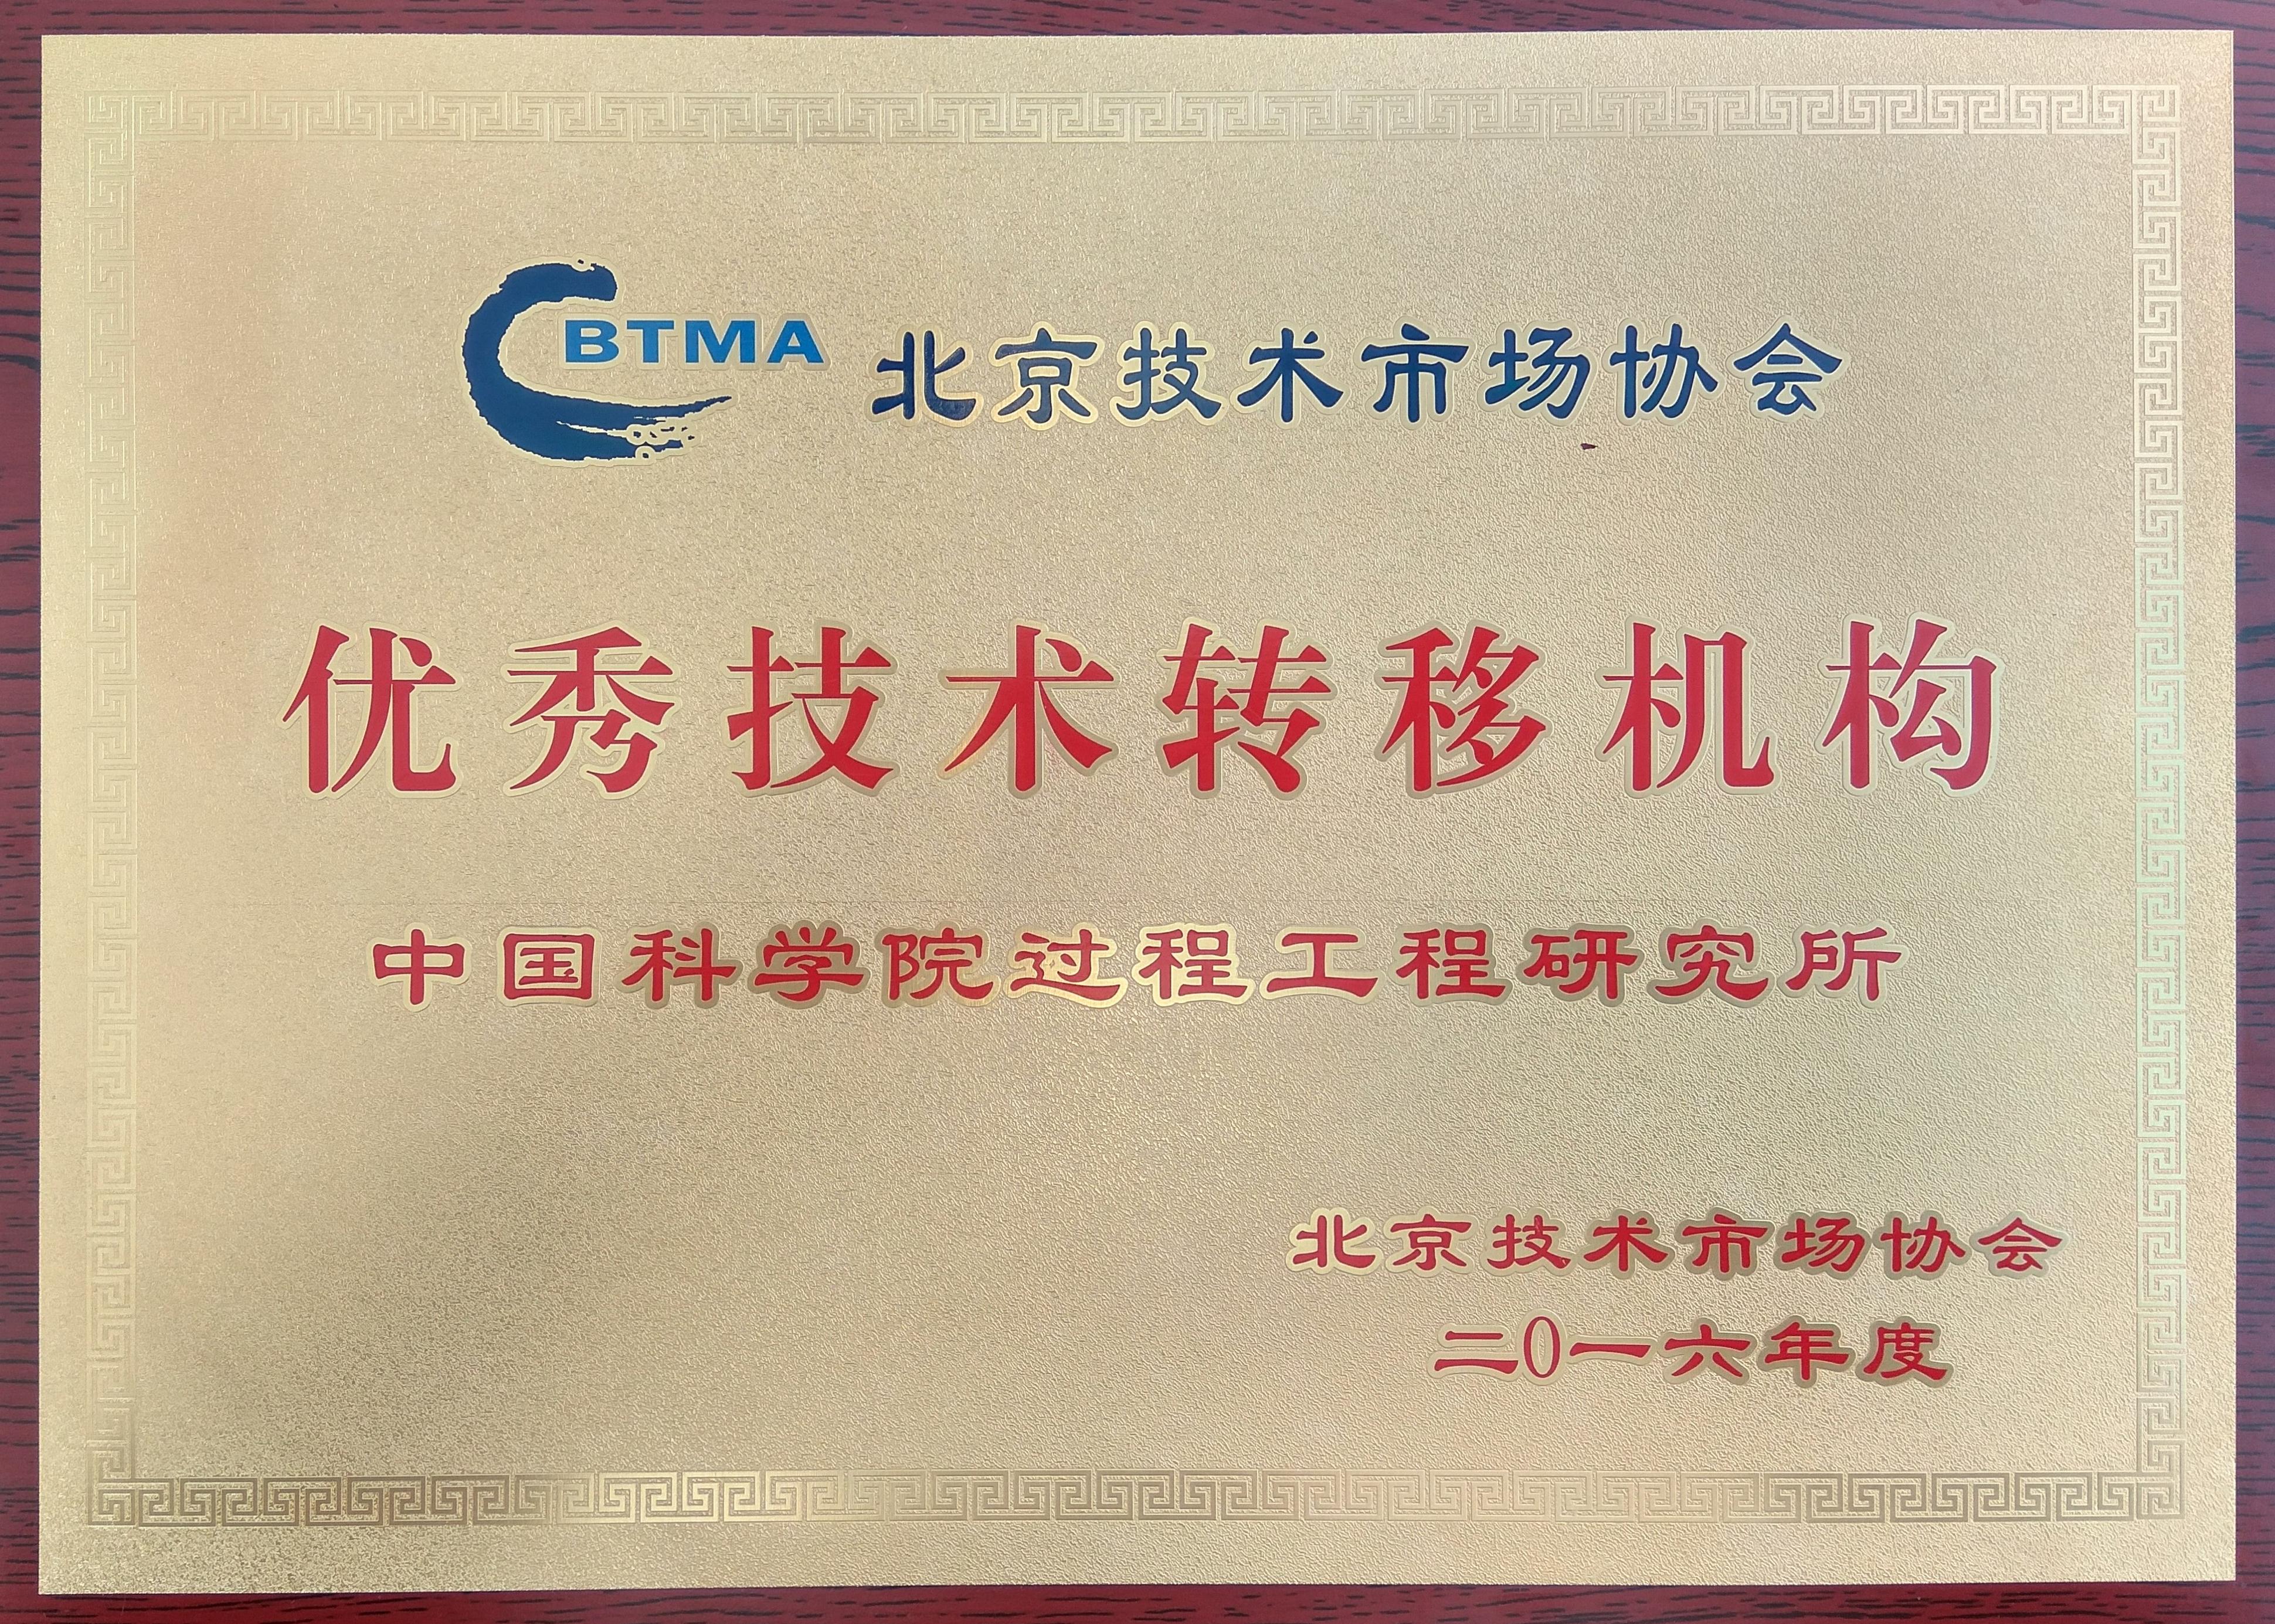 BTMA 北京技术市场协会
优秀技术转移机构
中国科学院过程工程研究所
北京技术市场协会
二0一六年度